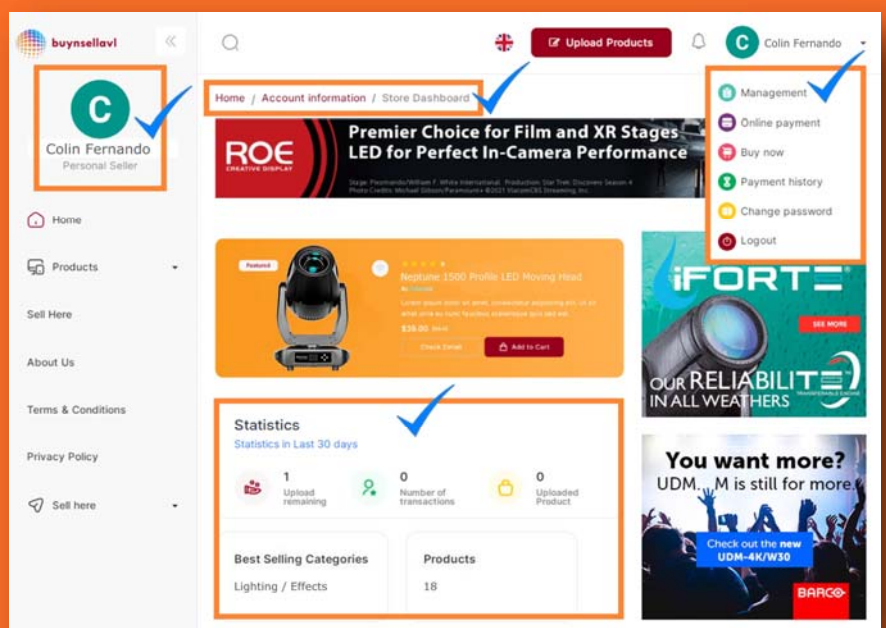 buynsellavl
Upload Products
C
Colin Fernando
C
Colin Fernando
Personal Seller
Home
Products
Sell Here
About Us
Terms & Conditions
Privacy Policy
Sell here
Home / Account information / Store Dashboard
Management
Online payment
Buy now
Payment history
Change password
Logout
ROE
CREATIVE DISPLAY
Premier Choice for Film and XR Stages
LED for Perfect In-Camera Performance
Featured
Neptune 1500 Profile LED Moving Head
By
$39.00
Check Detail
Add to Cart
iFORTE
SEE MORE
OUR RELIABILITE
IN ALL WEATHERS
Statistics
Statistics in Last 30 days
1
Upload
remaining
0
Number of
transactions
0
Uploaded
Product
Best Selling Categories
Lighting / Effects
Products
18
You want more?
UDM. M is still for more.
Check out the new
UDM-4K/W30
BARCO